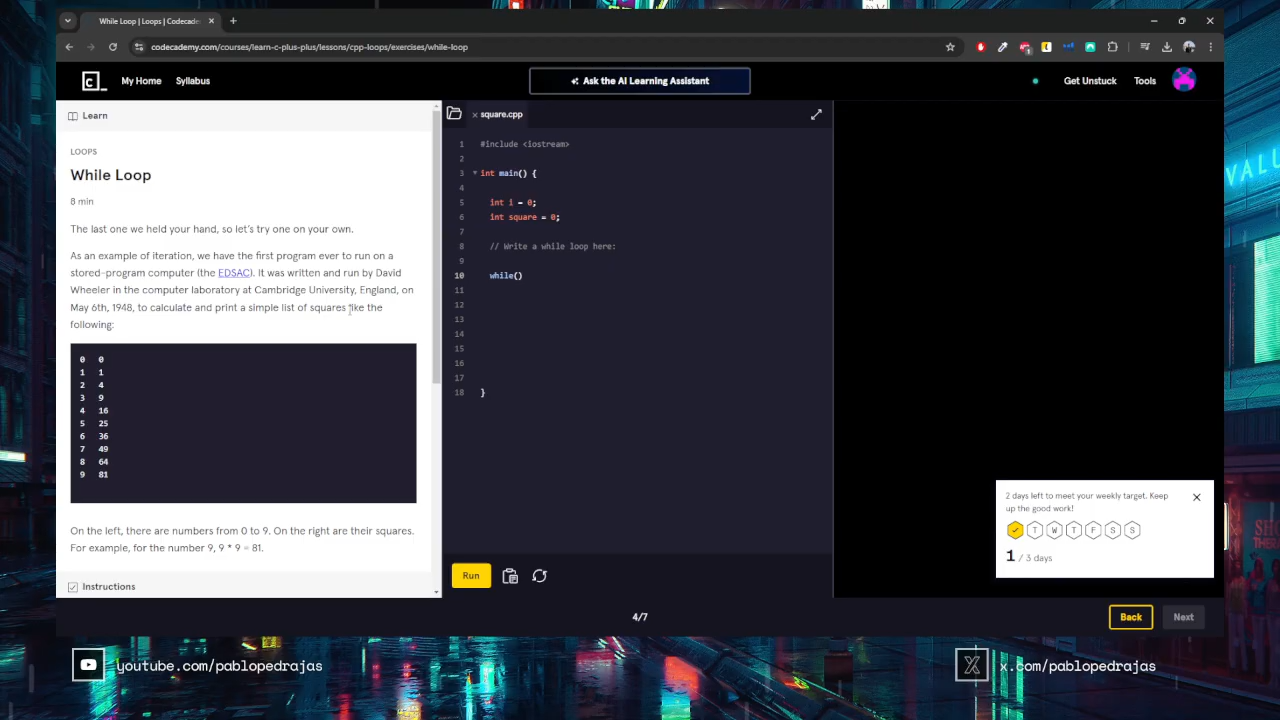 While Loop | Loops | Codecade
codecademy.com/courses/learn-c-plus-plus/lessons/cpp-loops/exercises/while-loop
My Home Syllabus Ask the AI Learning Assistant Get Unstuck Tools
Learn
LOOPS
While Loop
8 min
The last one we held your hand, so let's try one on your own.
As an example of iteration, we have the first program ever to run on a
stored-program computer (the EDSAC). It was written and run by David
Wheeler in the computer laboratory at Cambridge University, England, on
May 6th, 1948, to calculate and print a simple list of squares like the
following:
0 0
1 1
2 4
3 9
4 16
5 25
6 36
7 49
8 64
9 81
On the left, there are numbers from 0 to 9. On the right are their squares.
For example, for the number 9, 9 * 9 = 81.
Instructions
square.cpp
1 #include <iostream>
2
3 int main() {
4
5 int i = 0;
6 int square = 0;
7
8 // Write a while loop here:
9
10 while()
11
12
13
14
15
16
17
18 }
Run
2 days left to meet your weekly target. Keep
up the good work!
T W T F S S
1 / 3 days
4/7
Back Next
youtube.com/pablopedrajas
x.com/pablopedrajas